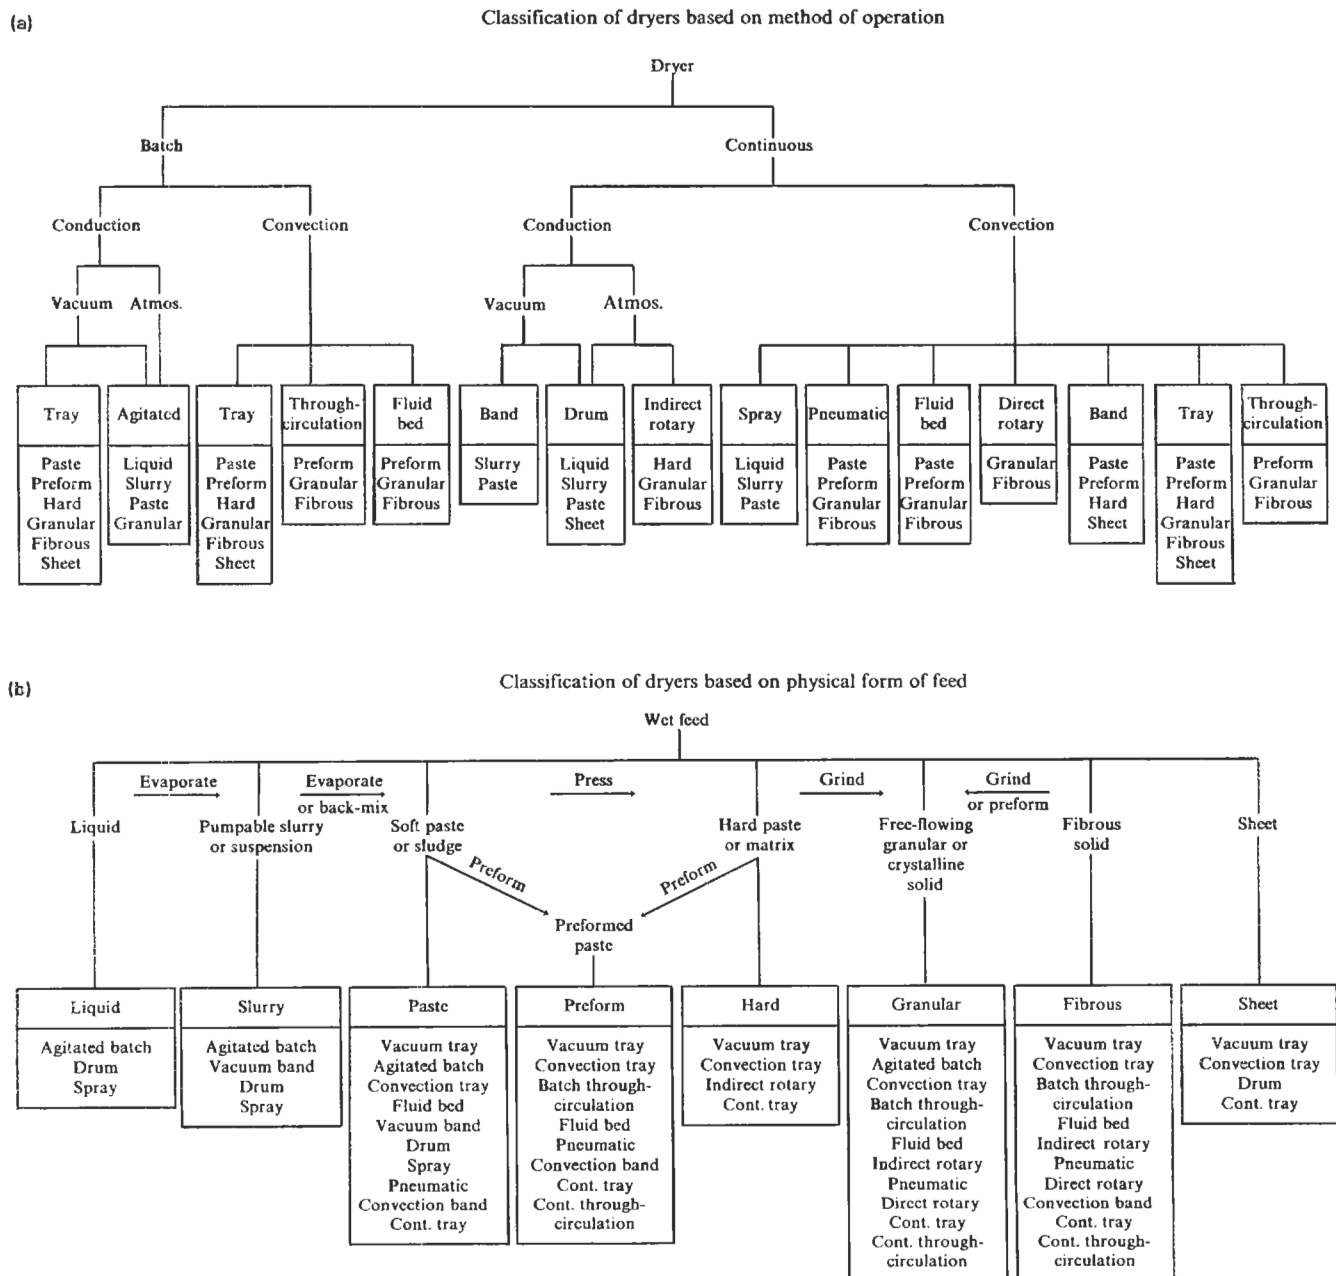 (a)
Classification of dryers based on method of operation
Dryer
Batch
Continuous
Conduction
Convection
Conduction
Convection
Vacuum
Atmos.
Vacuum
Atmos.
Tray
Paste
Preform
Hard
Granular
Fibrous
Sheet
Agitated
Liquid
Slurry
Paste
Granular
Tray
Paste
Preform
Hard
Granular
Fibrous
Sheet
Through-
circulation
Preform
Granular
Fibrous
Fluid
bed
Preform
Granular
Fibrous
Band
Slurry
Paste
Drum
Liquid
Slurry
Paste
Sheet
Indirect
rotary
Hard
Granular
Fibrous
Spray
Liquid
Slurry
Paste
Pneumatic
Paste
Preform
Granular
Fibrous
Fluid
bed
Paste
Preform
Granular
Fibrous
Direct
rotary
Granular
Fibrous
Band
Paste
Preform
Hard
Sheet
Tray
Paste
Preform
Hard
Granular
Fibrous
Sheet
Through-
circulation
Preform
Granular
Fibrous
(b)
Classification of dryers based on physical form of feed
Wet feed
Evaporate
Evaporate
or back-mix
Press
Grind
Grind
or preform
Liquid
Pumpable slurry
or suspension
Soft paste
or sludge
Hard paste
or matrix
Free-flowing
granular or
crystalline
solid
Fibrous
solid
Sheet
Preform
Preform
Preformed
paste
Liquid
Agitated batch
Drum
Spray
Slurry
Agitated batch
Vacuum band
Drum
Spray
Paste
Vacuum tray
Agitated batch
Convection tray
Fluid bed
Vacuum band
Drum
Spray
Pneumatic
Convection band
Cont. tray
Preform
Vacuum tray
Convection tray
Batch through-
circulation
Fluid bed
Pneumatic
Convection band
Cont. tray
Cont. through-
circulation
Hard
Vacuum tray
Convection tray
Indirect rotary
Cont. tray
Granular
Vacuum tray
Agitated batch
Convection tray
Batch through-
circulation
Fluid bed
Indirect rotary
Pneumatic
Direct rotary
Cont. tray
Cont. through-
circulation
Fibrous
Vacuum tray
Convection tray
Batch through-
circulation
Fluid bed
Indirect rotary
Pneumatic
Direct rotary
Convection band
Cont. tray
Cont. through-
circulation
Sheet
Vacuum tray
Convection tray
Drum
Cont. tray